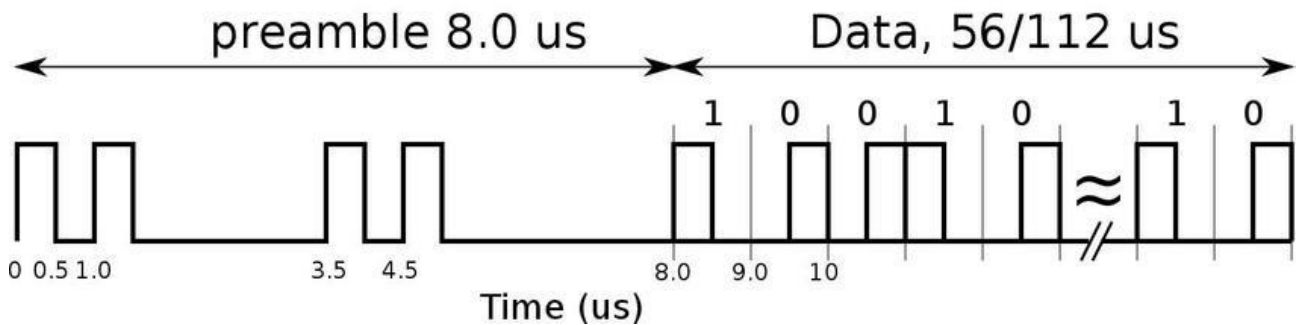 preamble 8.0 us Data, 56/112 us
1 0 0 1 0 ≈ 1 0
0 0.5 1.0 3.5 4.5 8.0 9.0 10
Time (us)